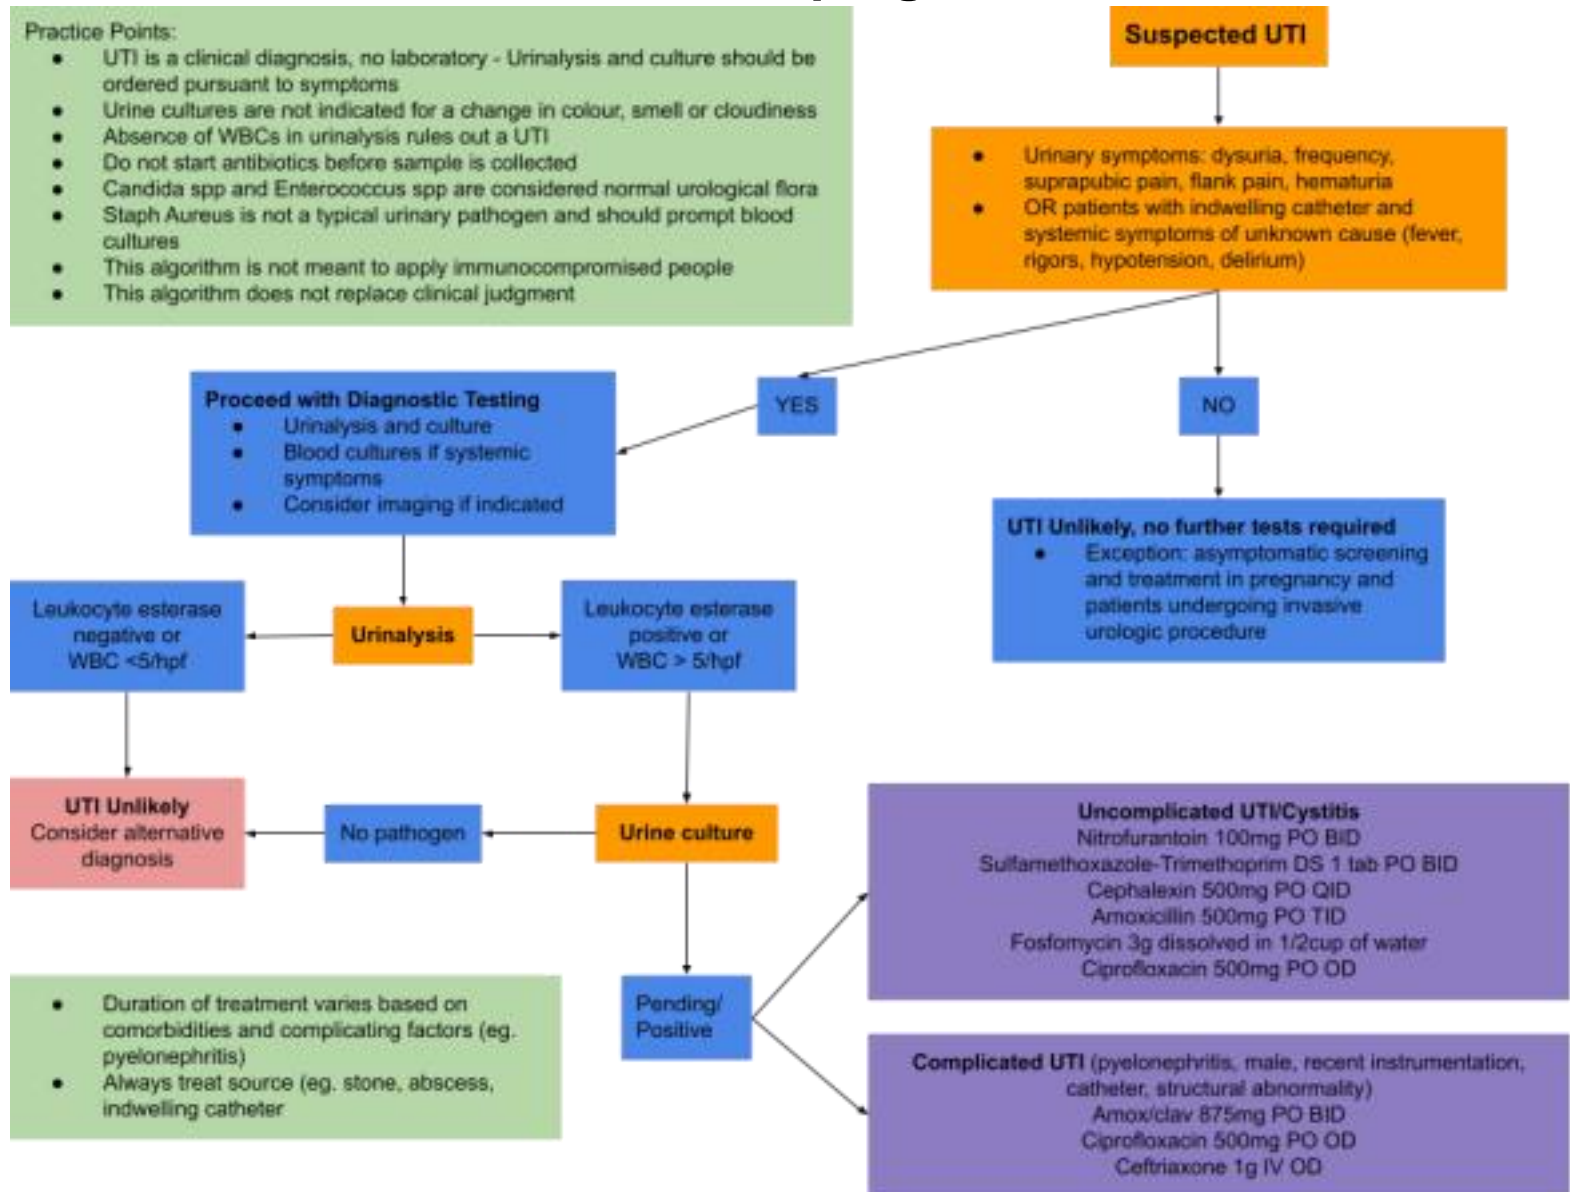 Practice Points:
● UTI is a clinical diagnosis, no laboratory - Urinalysis and culture should be
ordered pursuant to symptoms
● Urine cultures are not indicated for a change in colour, smell or cloudiness
● Absence of WBCs in urinalysis rules out a UTI
● Do not start antibiotics before sample is collected
● Candida spp and Enterococcus spp are considered normal urological flora
● Staph Aureus is not a typical urinary pathogen and should prompt blood
cultures
● This algorithm is not meant to apply immunocompromised people
● This algorithm does not replace clinical judgment
Suspected UTI
● Urinary symptoms: dysuria, frequency,
suprapubic pain, flank pain, hematuria
● OR patients with indwelling catheter and
systemic symptoms of unknown cause (fever,
rigors, hypotension, delirium)
YES
NO
Proceed with Diagnostic Testing
● Urinalysis and culture
● Blood cultures if systemic
symptoms
● Consider imaging if indicated
UTI Unlikely, no further tests required
● Exception: asymptomatic screening
and treatment in pregnancy and
patients undergoing invasive
urologic procedure
Leukocyte esterase
negative or
WBC <5/hpf
Urinalysis
Leukocyte esterase
positive or
WBC > 5/hpf
UTI Unlikely
Consider alternative
diagnosis
No pathogen
Urine culture
Pending/
Positive
Uncomplicated UTI/Cystitis
Nitrofurantoin 100mg PO BID
Sulfamethoxazole-Trimethoprim DS 1 tab PO BID
Cephalexin 500mg PO QID
Amoxicillin 500mg PO TID
Fosfomycin 3g dissolved in 1/2cup of water
Ciprofloxacin 500mg PO OD
● Duration of treatment varies based on
comorbidities and complicating factors (eg.
pyelonephritis)
● Always treat source (eg. stone, abscess,
indwelling catheter
Complicated UTI (pyelonephritis, male, recent instrumentation,
catheter, structural abnormality)
Amox/clav 875mg PO BID
Ciprofloxacin 500mg PO OD
Ceftriaxone 1g IV OD